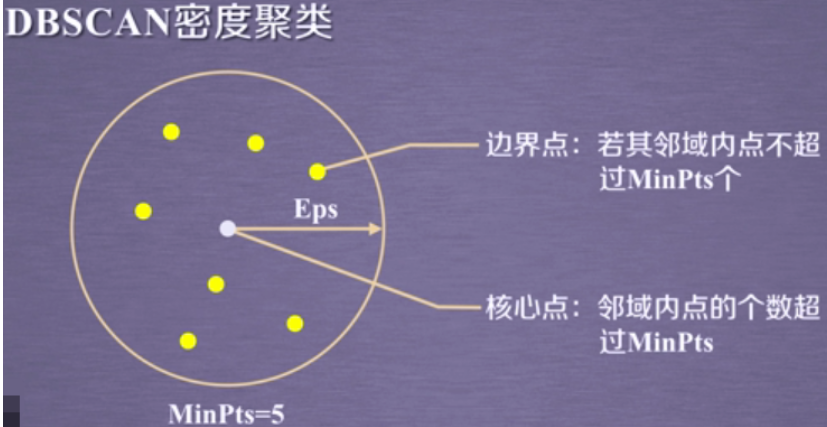 DBSCAN密度聚类
边界点：若其邻域内点不超
过MinPts个
Eps
核心点：邻域内点的个数超
过MinPts
MinPts=5